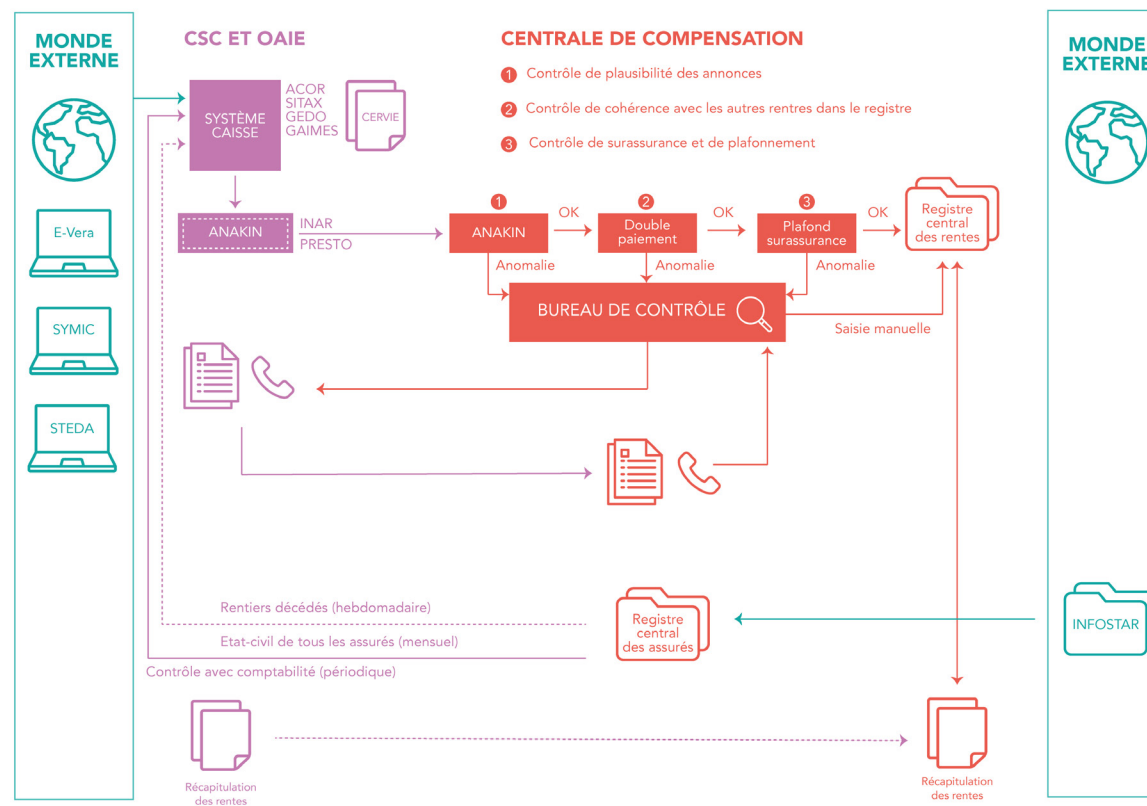 MONDE
EXTERNE
E-Vera
SYMIC
STEDA
CSC ET OAIE
SYSTÈME
CAISSE
ACOR
SITAX
GEDO
GAIMES
CERVIE
ANAKIN
INAR
PRESTO
CENTRALE DE COMPENSATION
1 Contrôle de plausibilité des annonces
2 Contrôle de cohérence avec les autres rentres dans le registre
3 Contrôle de surassurance et de plafonnement
1
ANAKIN
OK
2
Double
paiement
OK
3
Plafond
surassurance
OK
Registre
central
des rentes
Anomalie
Anomalie
Anomalie
BUREAU DE CONTRÔLE
Saisie manuelle
Rentiers décédés (hebdomadaire)
Etat-civil de tous les assurés (mensuel)
Contrôle avec comptabilité (périodique)
Registre
central
des assurés
Récapitulation
des rentes
Récapitulation
des rentes
MONDE
EXTERNE
INFOSTAR